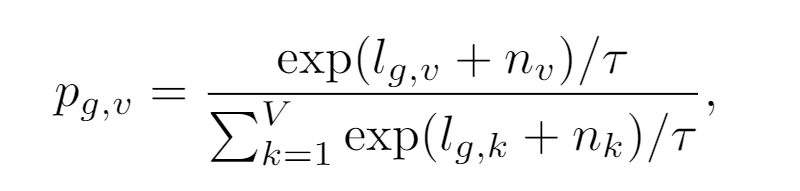 p_{g,v} = \frac{\exp(l_{g,v} + n_v)/\tau}{\sum_{k=1}^{V} \exp(l_{g,k} + n_k)/\tau},